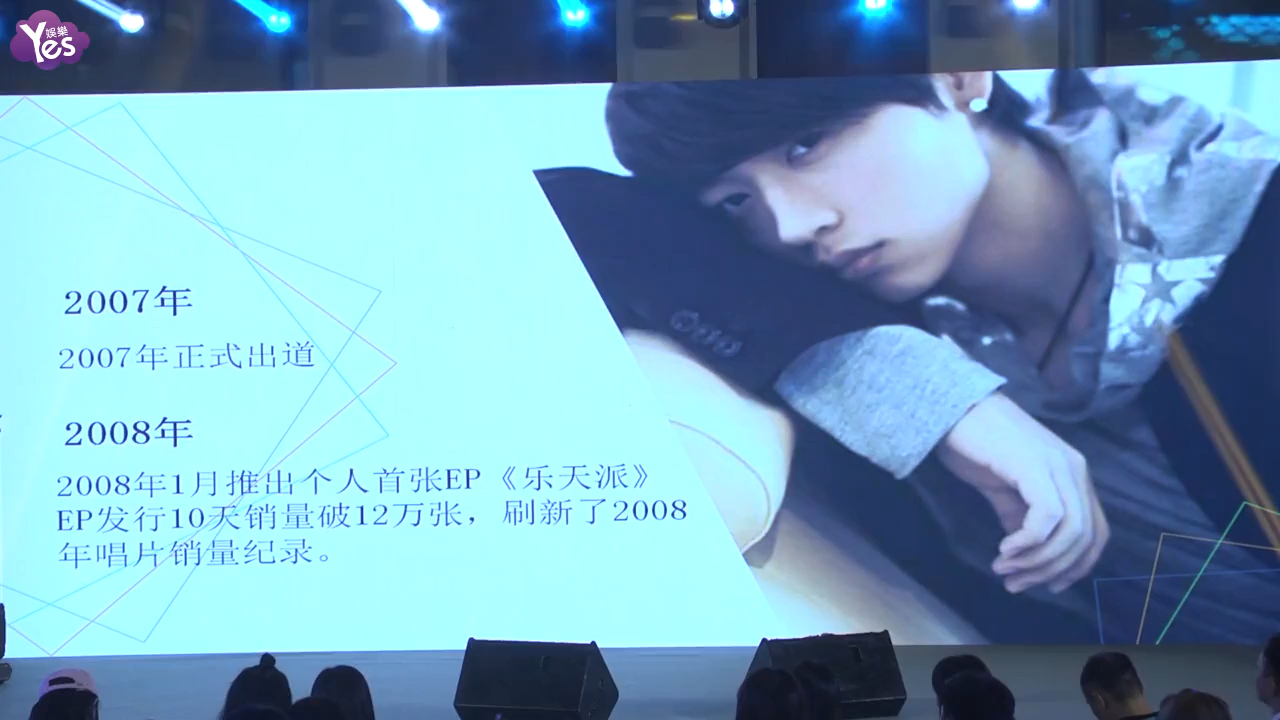 娛樂
Yes
2007年
2007年正式出道
2008年
2008年1月推出个人首张EP《乐天派》
EP发行10天销量破12万张，刷新了2008
年唱片销量纪录。